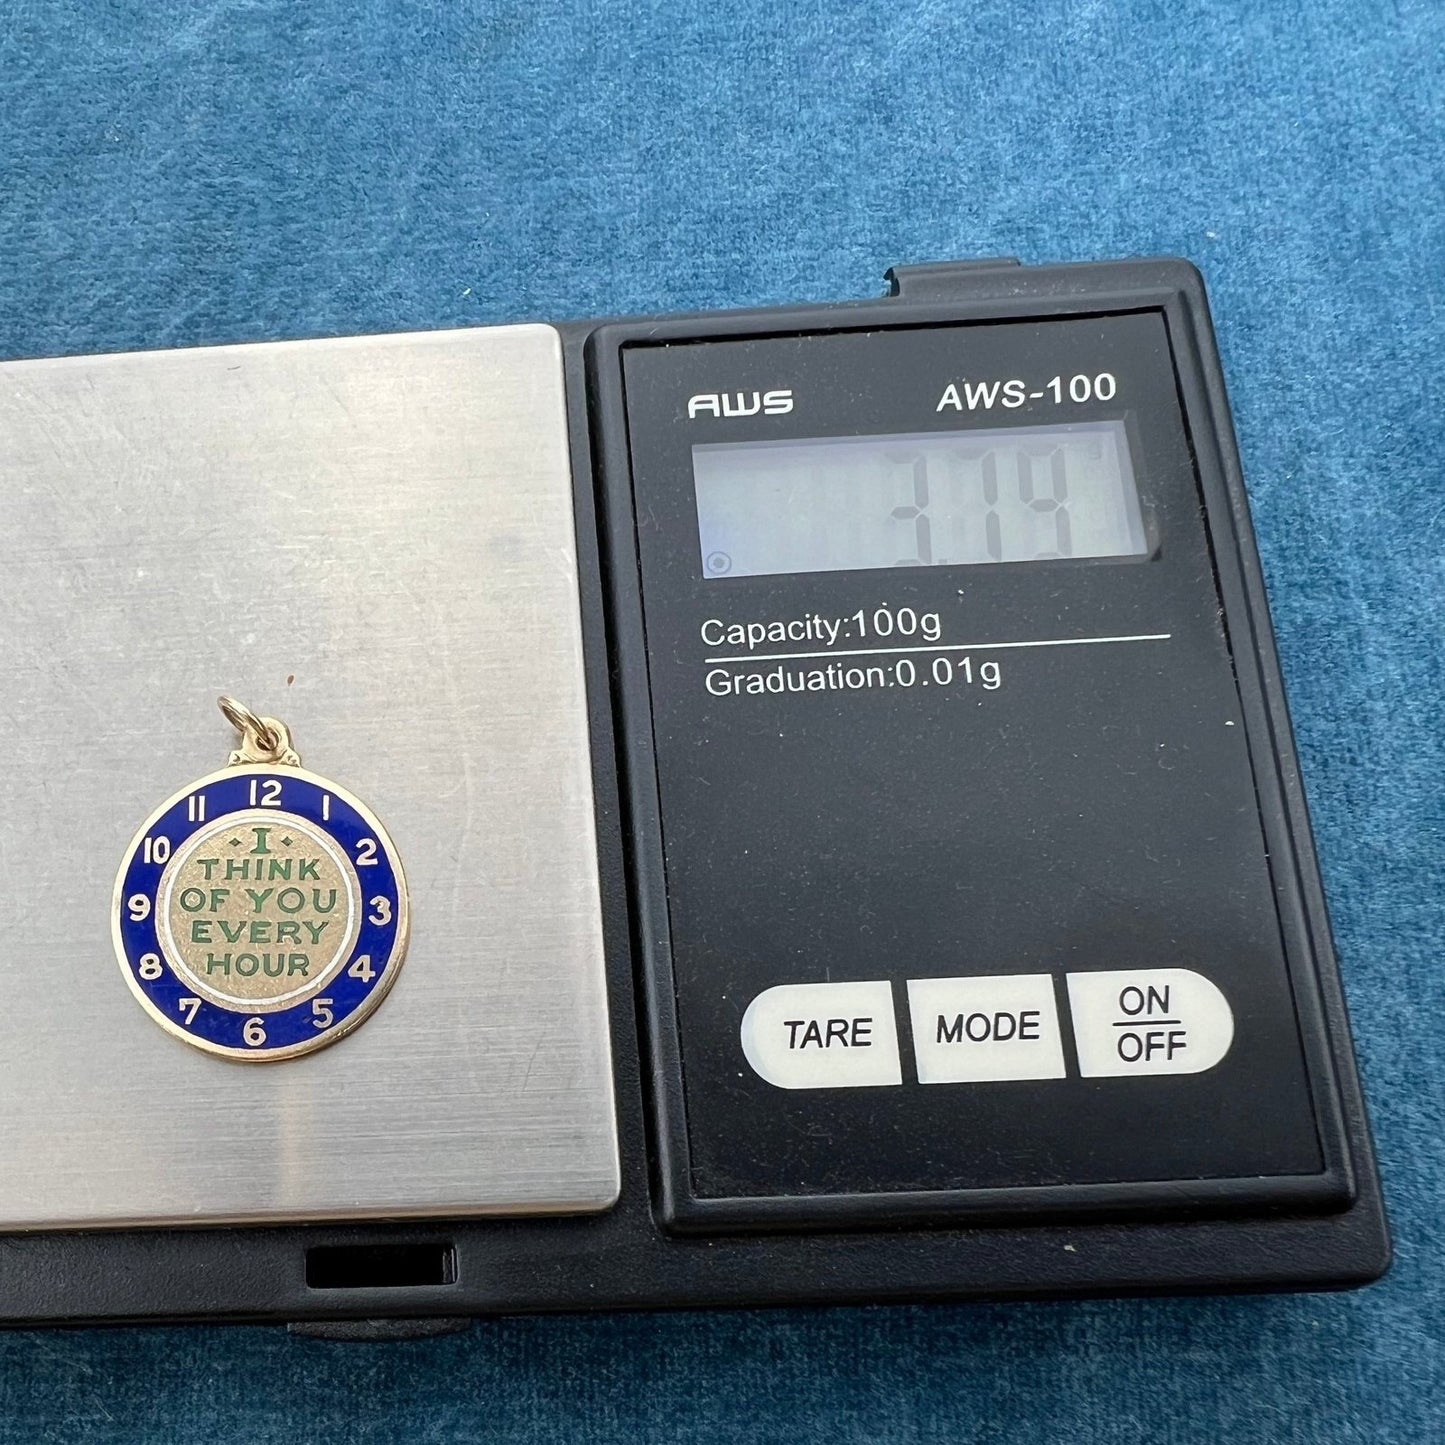 AWS AWS-100
3.79
Capacity:100g
Graduation:0.01g
TARE MODE ON
OFF
11 12 1
10 2
9 3
8 4
7 6 5
· I ·
THINK
OF YOU
EVERY
HOUR